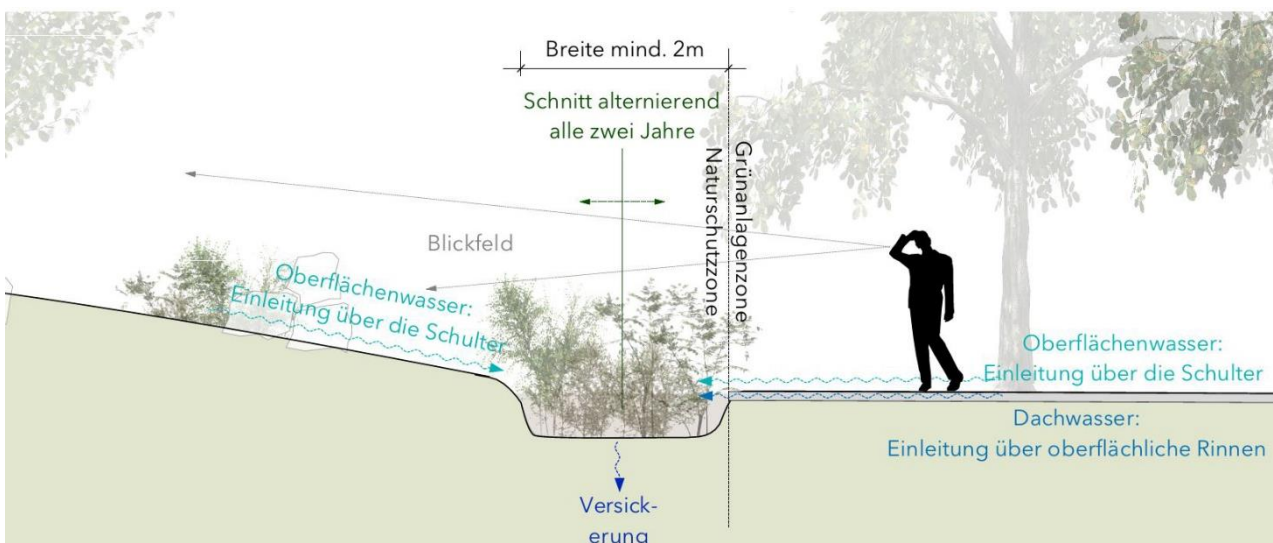 Breite mind. 2m
Schnitt alternierend
alle zwei Jahre
Grünanlagenzone
Naturschutzzone
Blickfeld
Oberflächenwasser:
Einleitung über die Schulter
Oberflächenwasser:
Einleitung über die Schulter
Dachwasser:
Einleitung über oberflächliche Rinnen
Versick-
erung